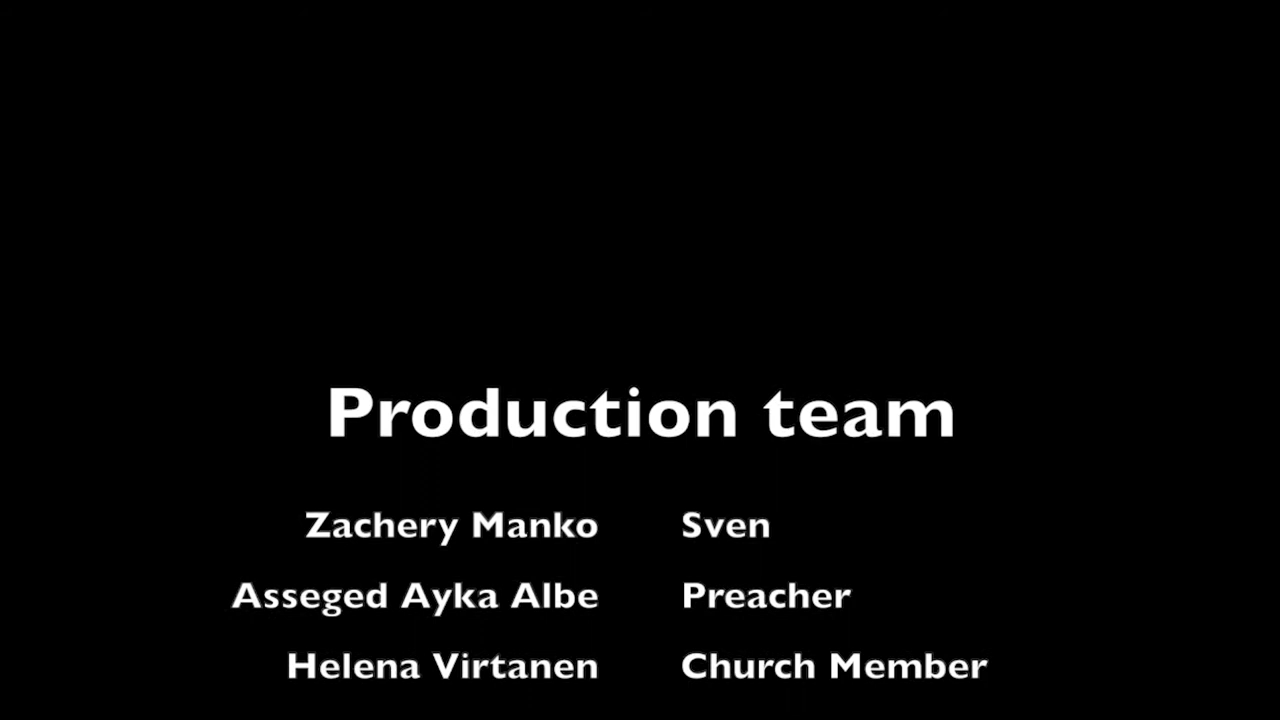 Production team
Zachery Manko Sven
Asseged Ayka Albe Preacher
Helena Virtanen Church Member